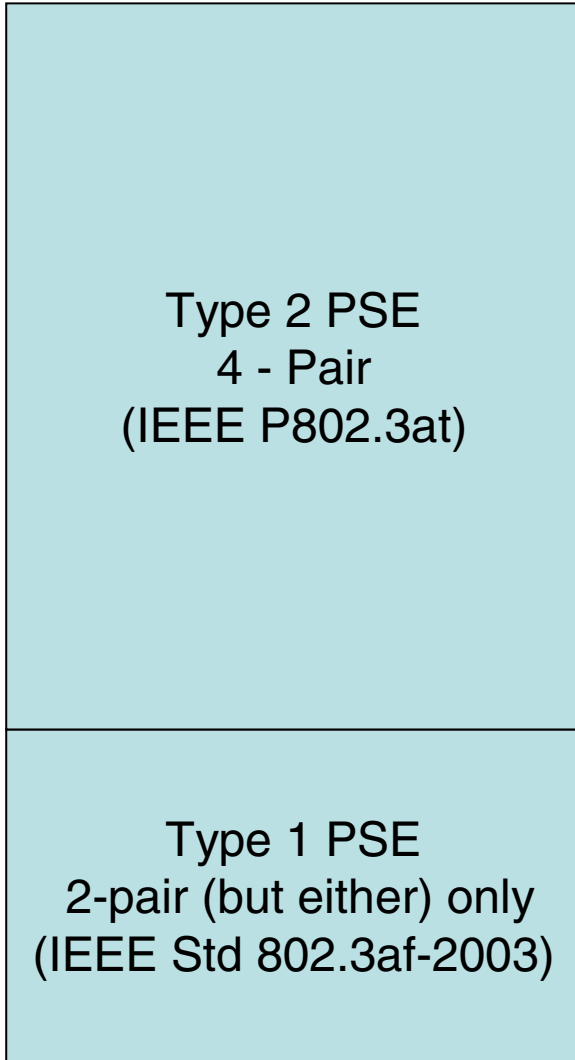 Type 2 PSE
4 - Pair
(IEEE P802.3at)
Type 1 PSE
2-pair (but either) only
(IEEE Std 802.3af-2003)